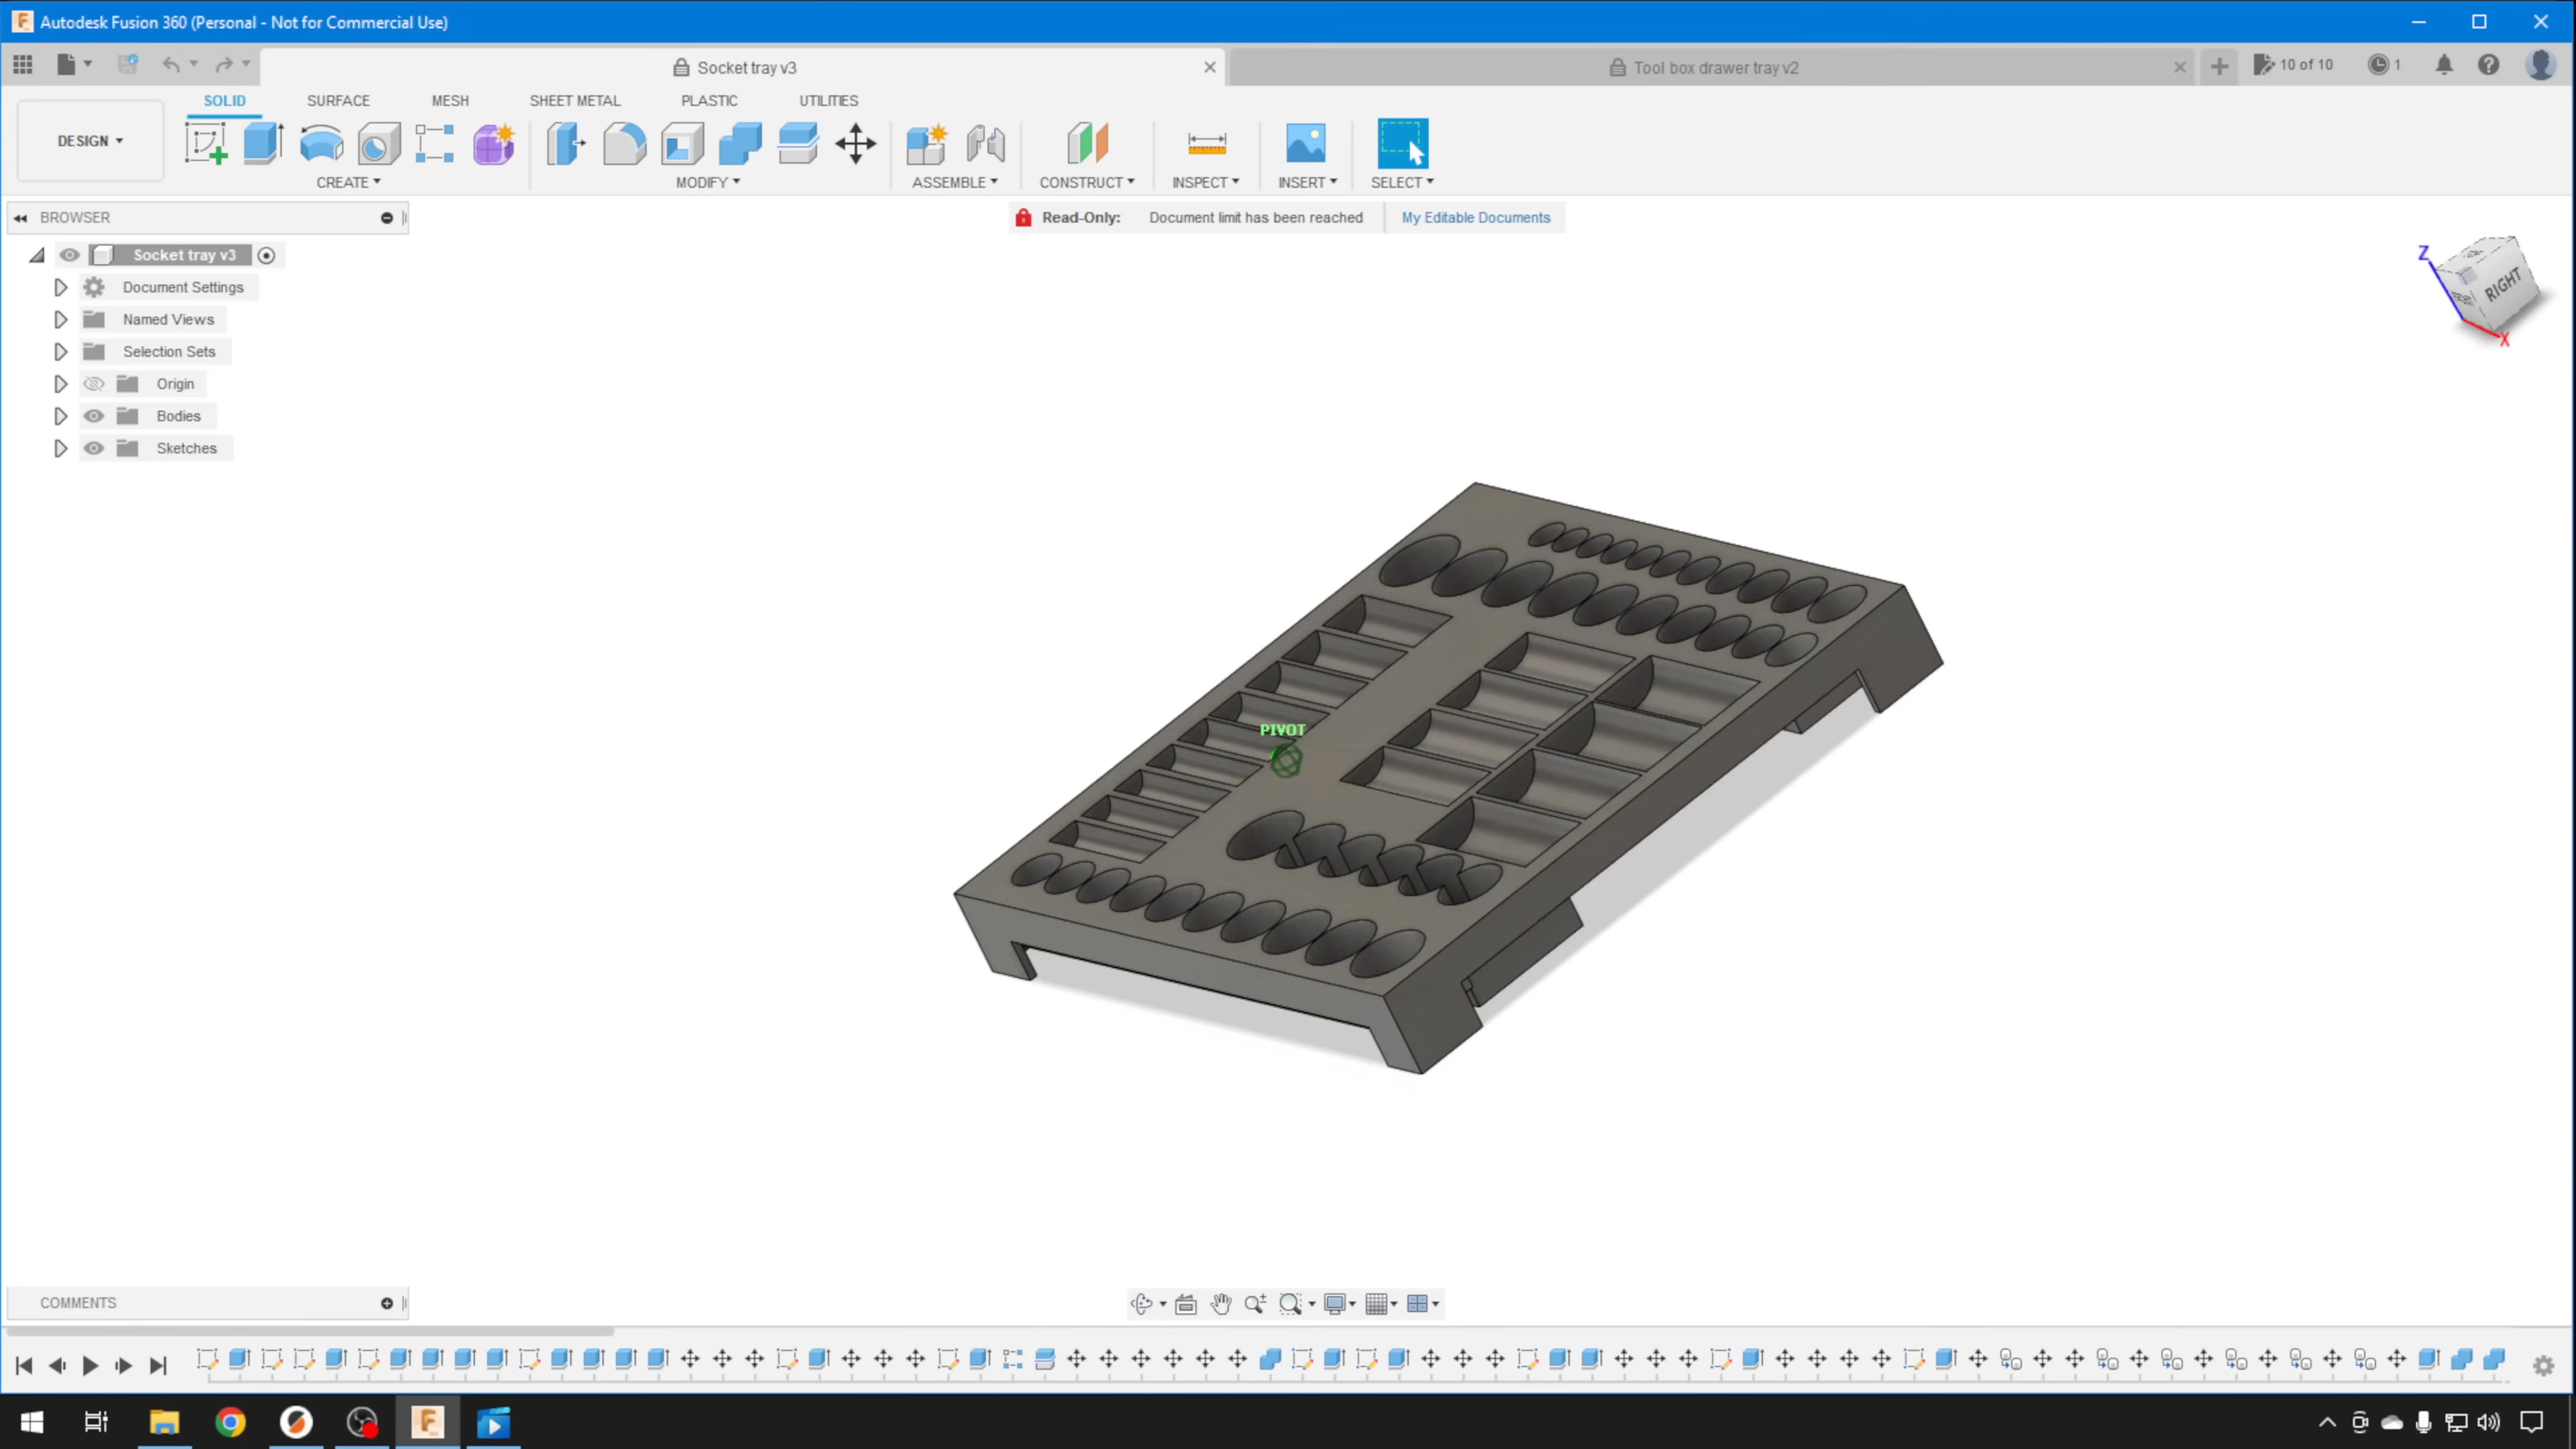 Autodesk Fusion 360 (Personal - Not for Commercial Use)
Socket tray v3
Tool box drawer tray v2
10 of 10
1
DESIGN
SOLID
SURFACE
MESH
SHEET METAL
PLASTIC
UTILITIES
CREATE
MODIFY
ASSEMBLE
CONSTRUCT
INSPECT
INSERT
SELECT
BROWSER
Read-Only:
Document limit has been reached
My Editable Documents
Socket tray v3
Document Settings
Named Views
Selection Sets
Origin
Bodies
Sketches
Z
RIGHT
X
PIVOT
COMMENTS